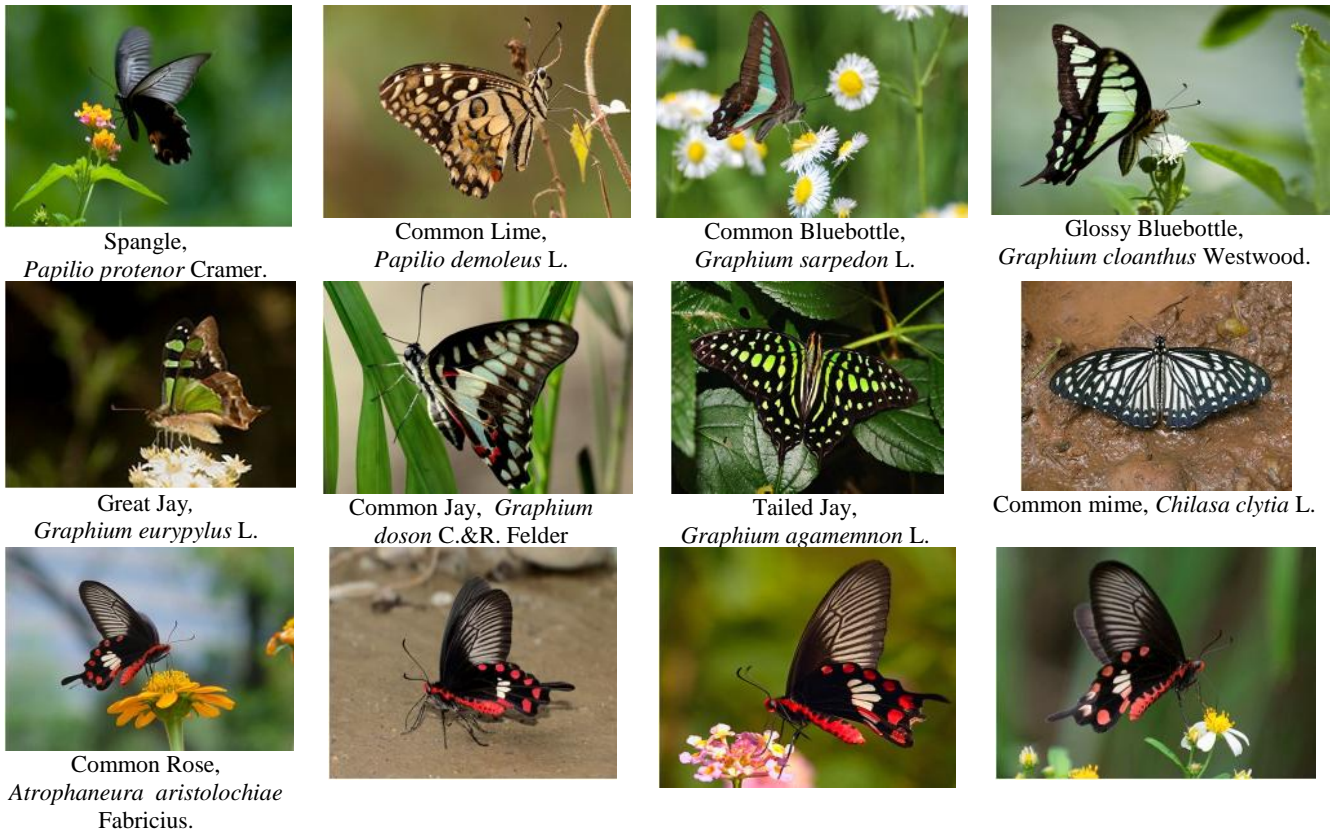 Spangle,
Papilio protenor Cramer.
Common Lime,
Papilio demoleus L.
Common Bluebottle,
Graphium sarpedon L.
Glossy Bluebottle,
Graphium cloanthus Westwood.
Great Jay,
Graphium eurypylus L.
Common Jay, Graphium
doson C.&R. Felder
Tailed Jay,
Graphium agamemnon L.
Common mime, Chilasa clytia L.
Common Rose,
Atrophaneura aristolochiae
Fabricius.